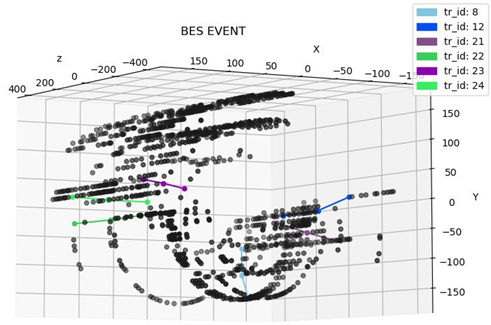 BES EVENT
tr_id: 8
tr_id: 12
tr_id: 21
tr_id: 22
tr_id: 23
tr_id: 24
X
z
Y
400 200 0 −200 −400
150 100 50 0 −50 −100
150
100
50
0
−50
−100
−150